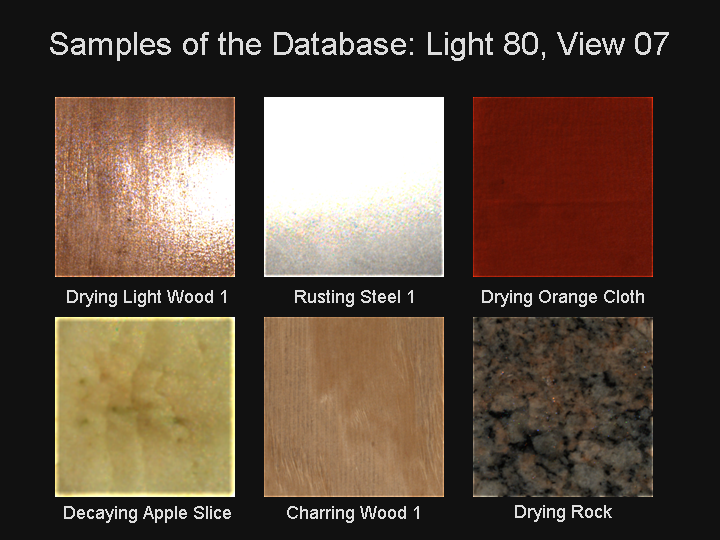 Samples of the Database: Light 80, View 07
Drying Light Wood 1
Rusting Steel 1
Drying Orange Cloth
Decaying Apple Slice
Charring Wood 1
Drying Rock